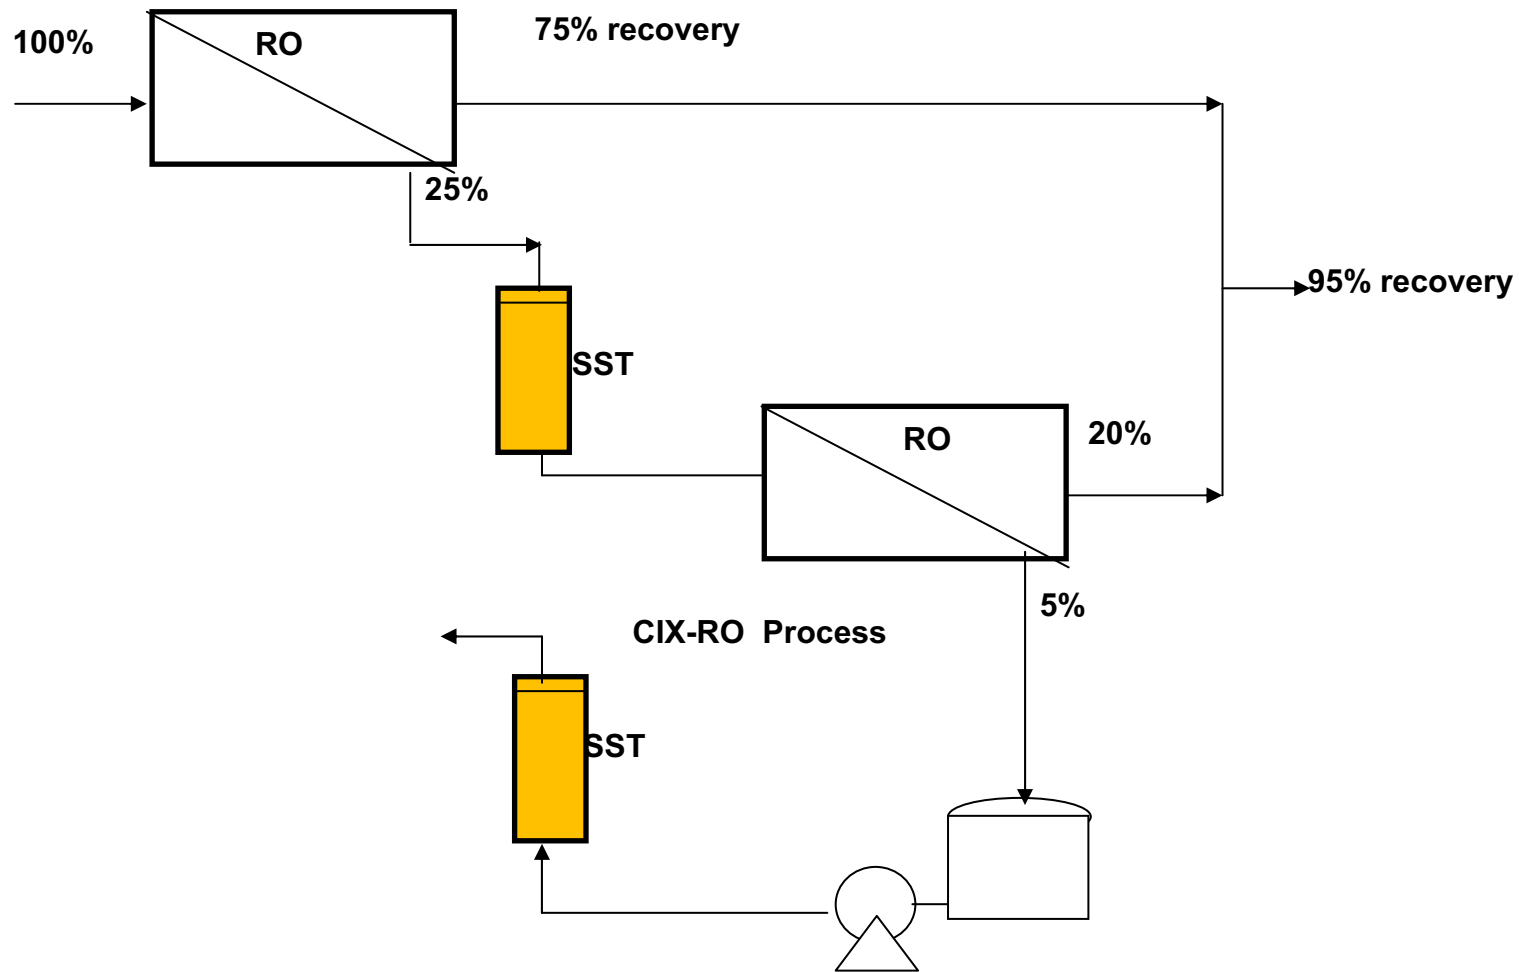 100%
RO
75% recovery
25%
95% recovery
SST
RO
20%
5%
CIX-RO Process
SST